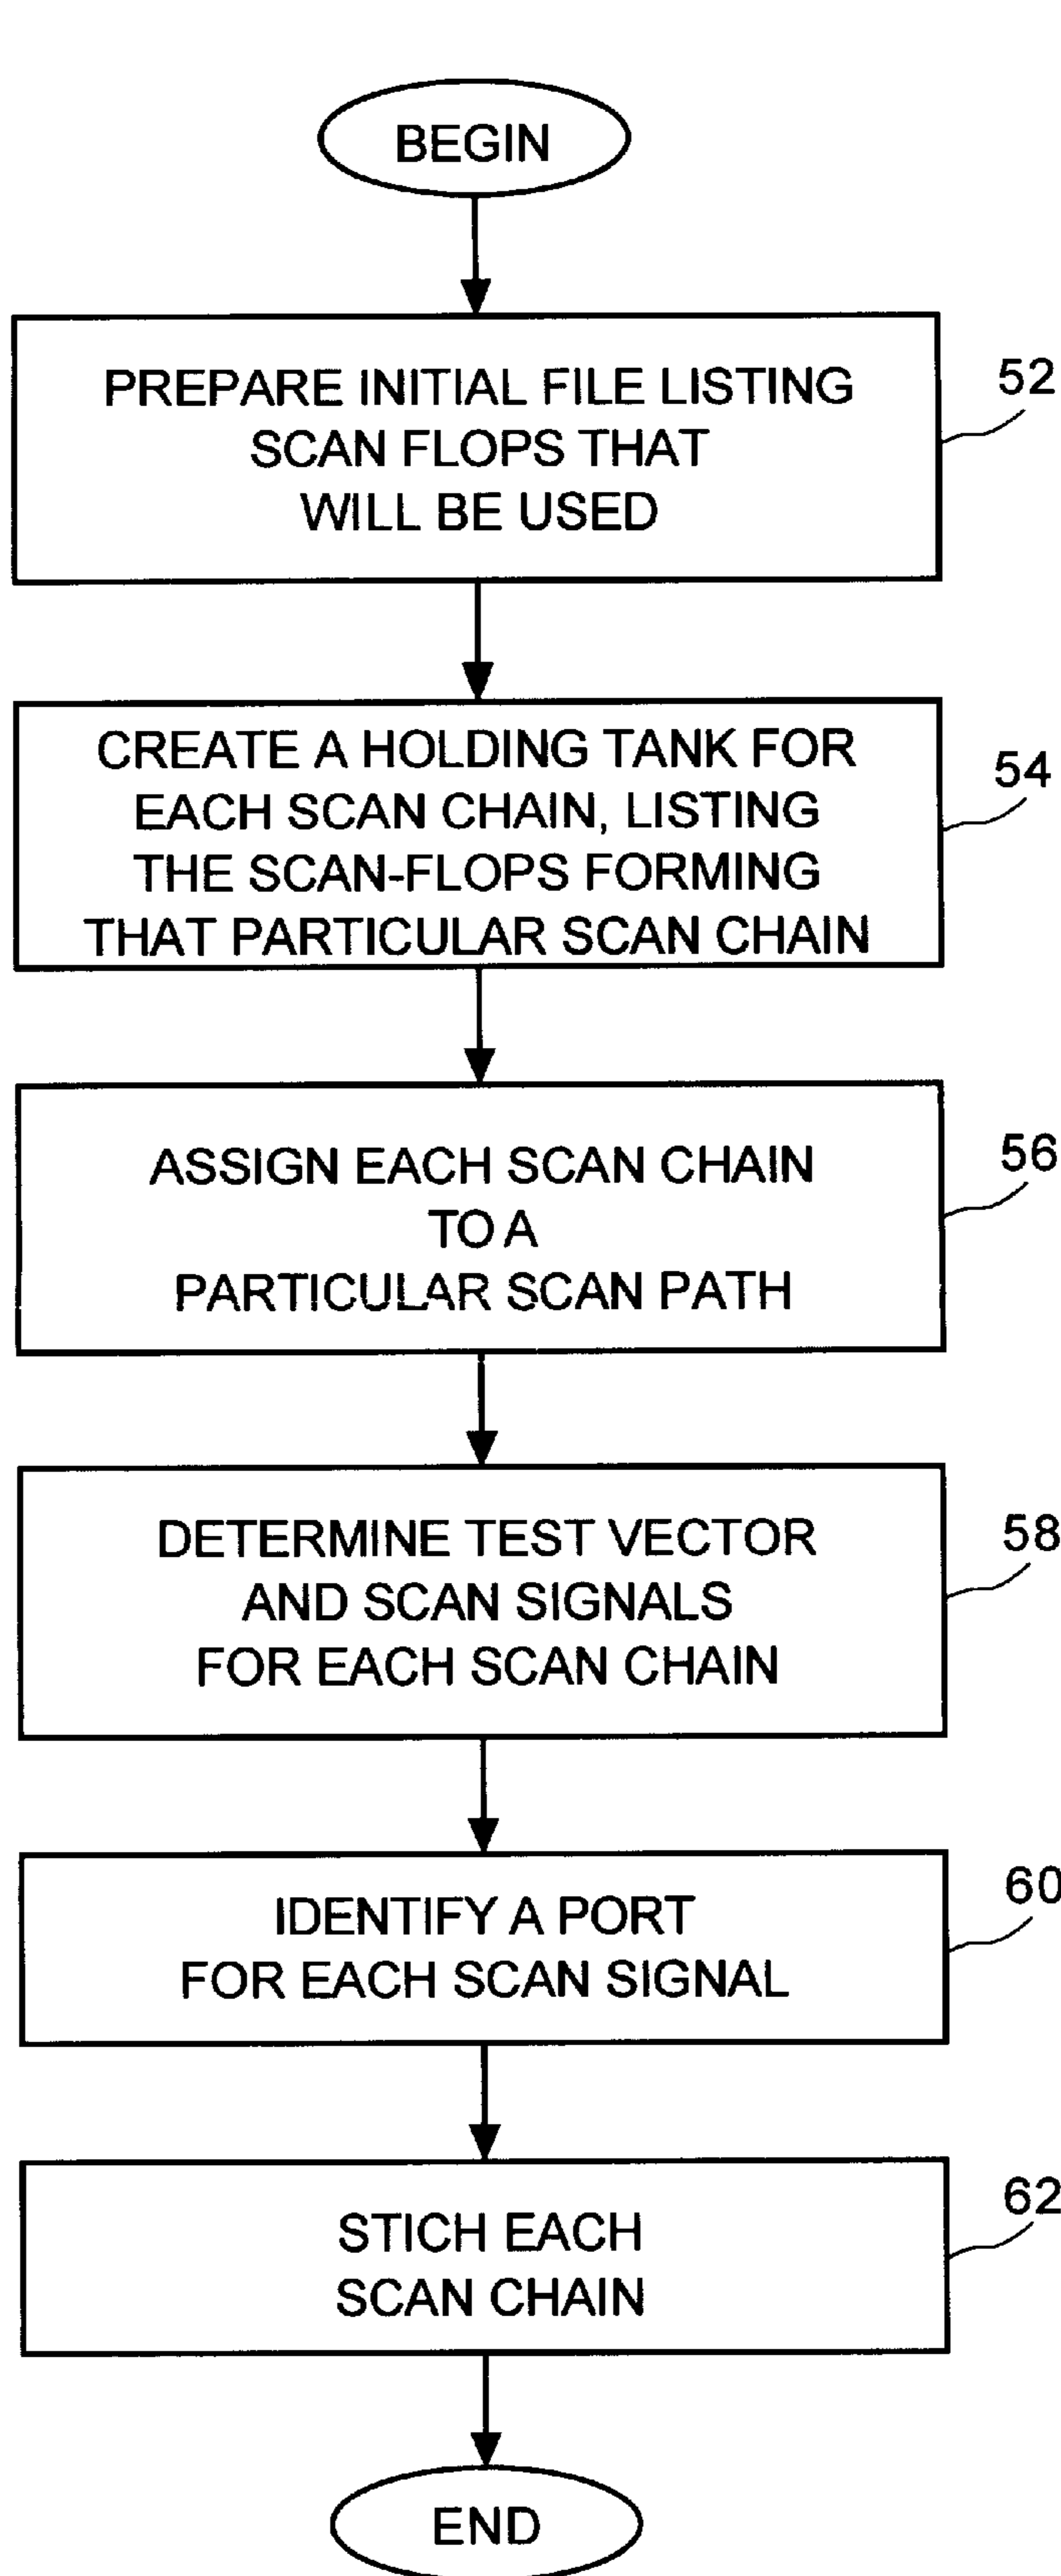 BEGIN
PREPARE INITIAL FILE LISTING
SCAN FLOPS THAT
WILL BE USED
52
CREATE A HOLDING TANK FOR
EACH SCAN CHAIN, LISTING
THE SCAN-FLOPS FORMING
THAT PARTICULAR SCAN CHAIN
54
ASSIGN EACH SCAN CHAIN
TO A
PARTICULAR SCAN PATH
56
DETERMINE TEST VECTOR
AND SCAN SIGNALS
FOR EACH SCAN CHAIN
58
IDENTIFY A PORT
FOR EACH SCAN SIGNAL
60
STICH EACH
SCAN CHAIN
62
END